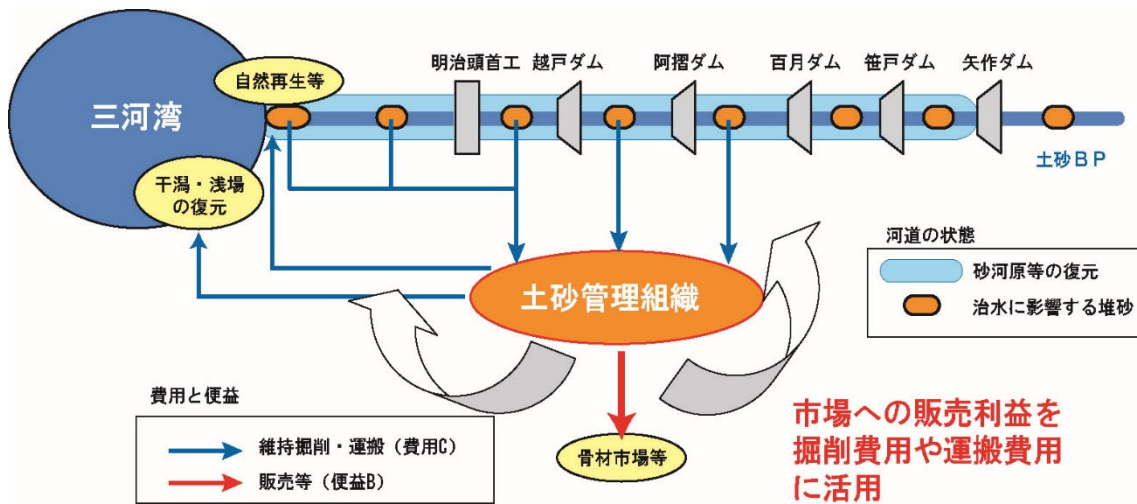 明治頭首工
越戸ダム
阿摺ダム
百月ダム
笹戸ダム
矢作ダム
自然再生等
三河湾
土砂BP
干潟・浅場
の復元
河道の状態
砂河原等の復元
治水に影響する堆砂
土砂管理組織
費用と便益
維持掘削・運搬(費用C)
販売等(便益B)
骨材市場等
市場への販売利益を
掘削費用や運搬費用
に活用